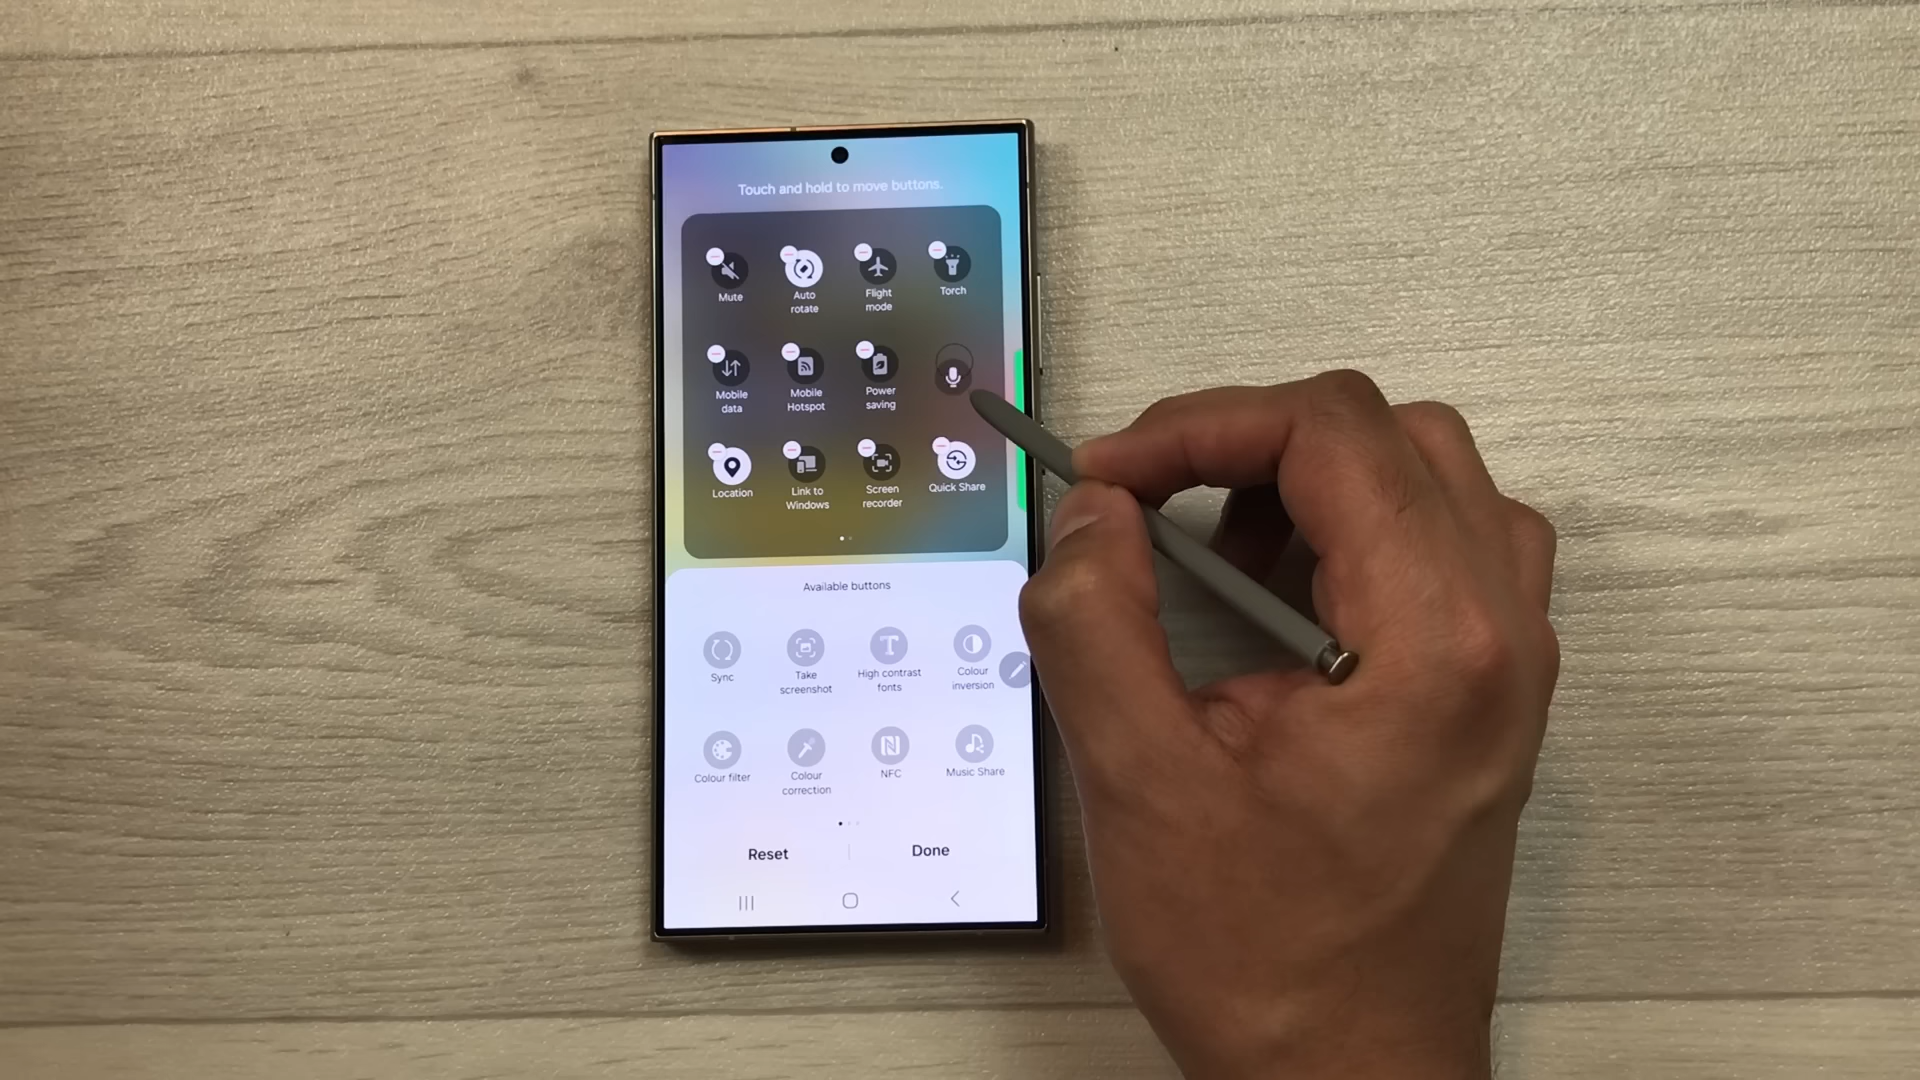 Touch and hold to move buttons.
Mute
Auto
rotate
Flight
mode
Torch
Mobile
data
Mobile
Hotspot
Power
saving
Location
Link to
Windows
Screen
recorder
Quick Share
Available buttons
Sync
Take
screenshot
High contrast
fonts
Colour
inversion
Colour filter
Colour
correction
NFC
Music Share
Reset
Done